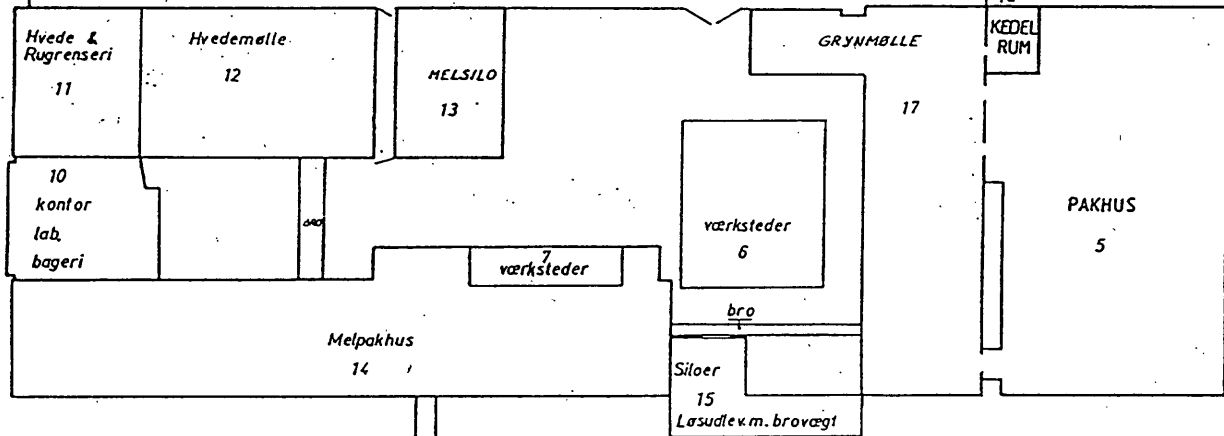 Hvede &
Rugrenseri
11
Hvedemølle
12
MELSILO
13
GRYNMØLLE
17
KEDEL
RUM
10
kontor
lab,
bageri
BRO
værksteder
6
PAKHUS
5
7
værksteder
bro
Melpakhus
14
Siloer
15
Løsudlev. m. brovægt